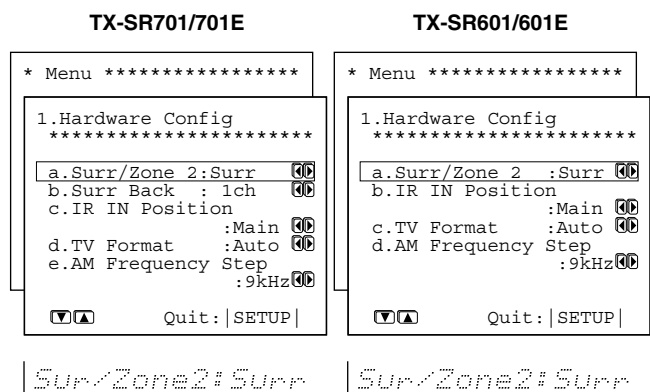 TX-SR701/701E
* Menu *****************
1.Hardware Config
***********************
a.Surr/Zone 2:Surr
b.Surr Back : 1ch
c.IR IN Position
:Main
d.TV Format :Auto
e.AM Frequency Step
:9kHz
Quit:|SETUP|
Sur/Zone2:Surr
TX-SR601/601E
* Menu *****************
1.Hardware Config
***********************
a.Surr/Zone 2 :Surr
b.IR IN Position
:Main
c.TV Format :Auto
d.AM Frequency Step
:9kHz
Quit:|SETUP|
Sur/Zone2:Surr